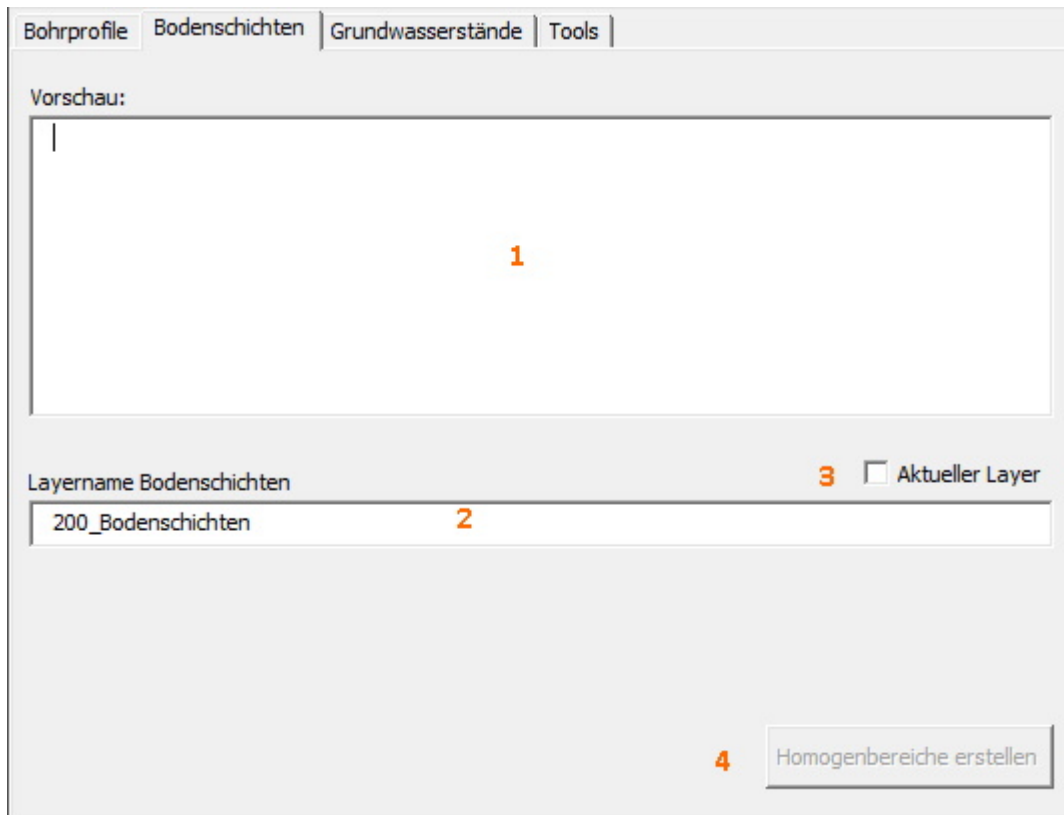 Bohrprofile Bodenschichten Grundwasserstände Tools
Vorschau:
1
3 Aktueller Layer
Layername Bodenschichten
200_Bodenschichten 2
4 Homogenbereiche erstellen